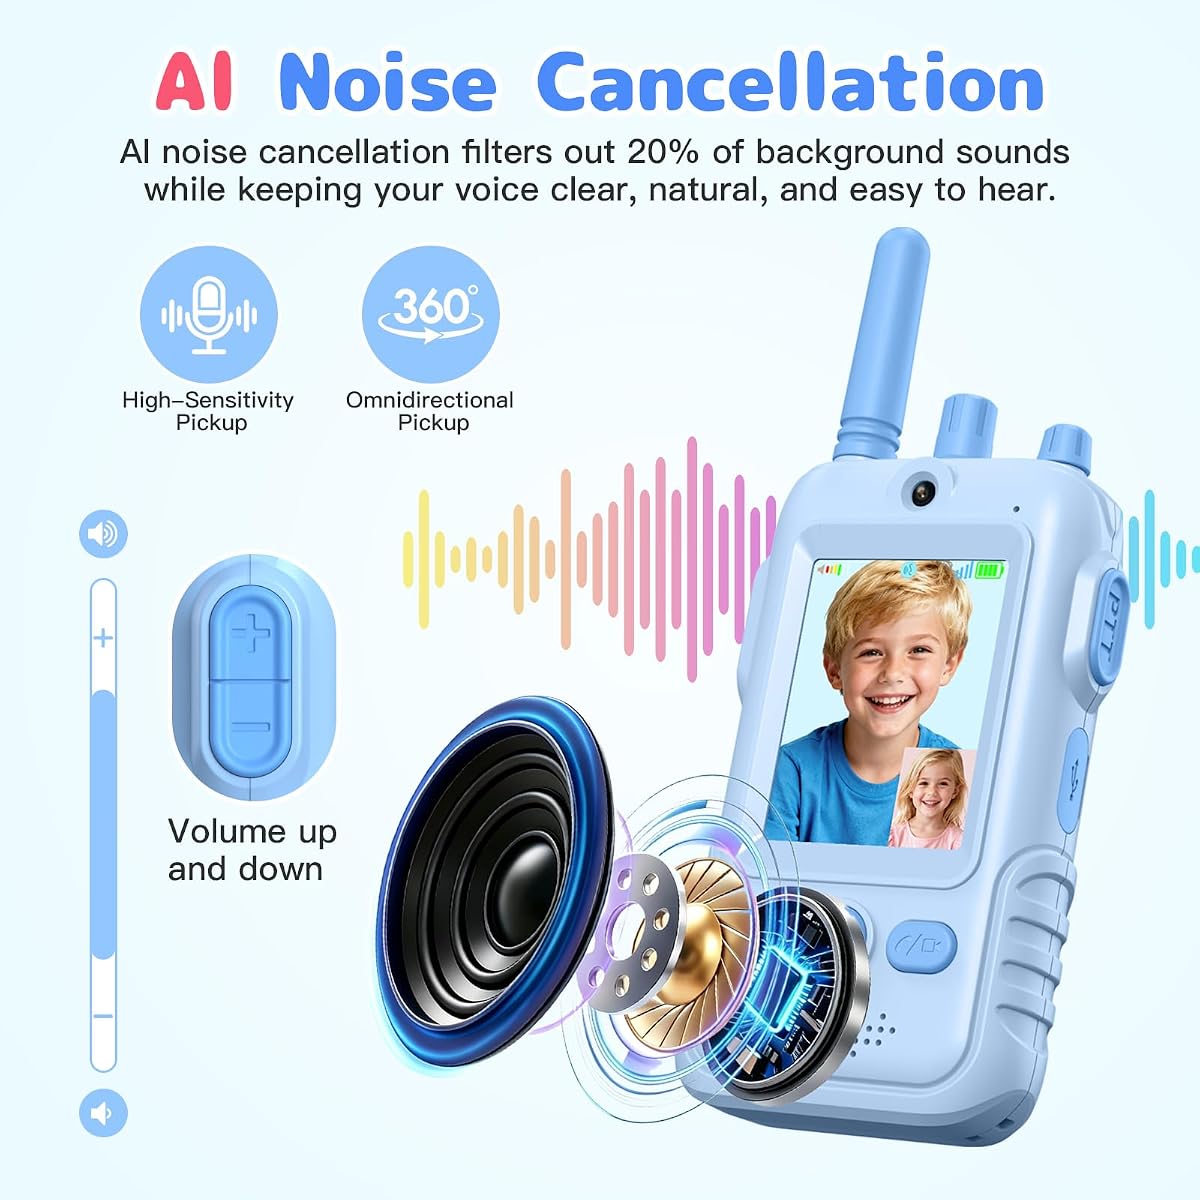 AI Noise Cancellation
AI noise cancellation filters out 20% of background sounds
while keeping your voice clear, natural, and easy to hear.
360°
High-Sensitivity
Pickup
Omnidirectional
Pickup
PTT
+
−
+
−
Volume up
and down